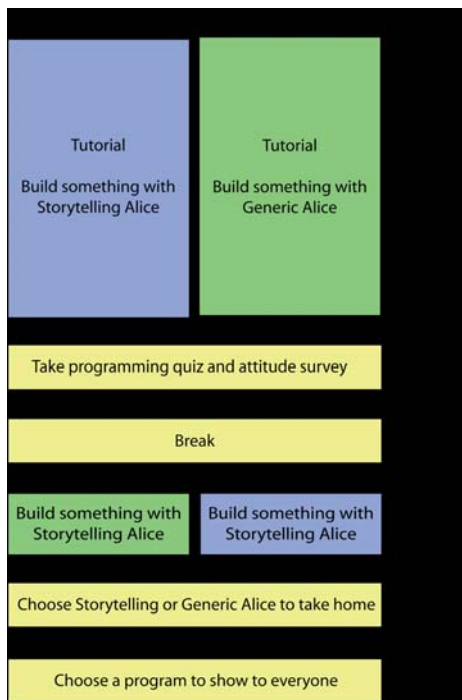 Tutorial
Build something with
Storytelling Alice
Tutorial
Build something with
Generic Alice
Take programming quiz and attitude survey
Break
Build something with
Storytelling Alice
Build something with
Storytelling Alice
Choose Storytelling or Generic Alice to take home
Choose a program to show to everyone